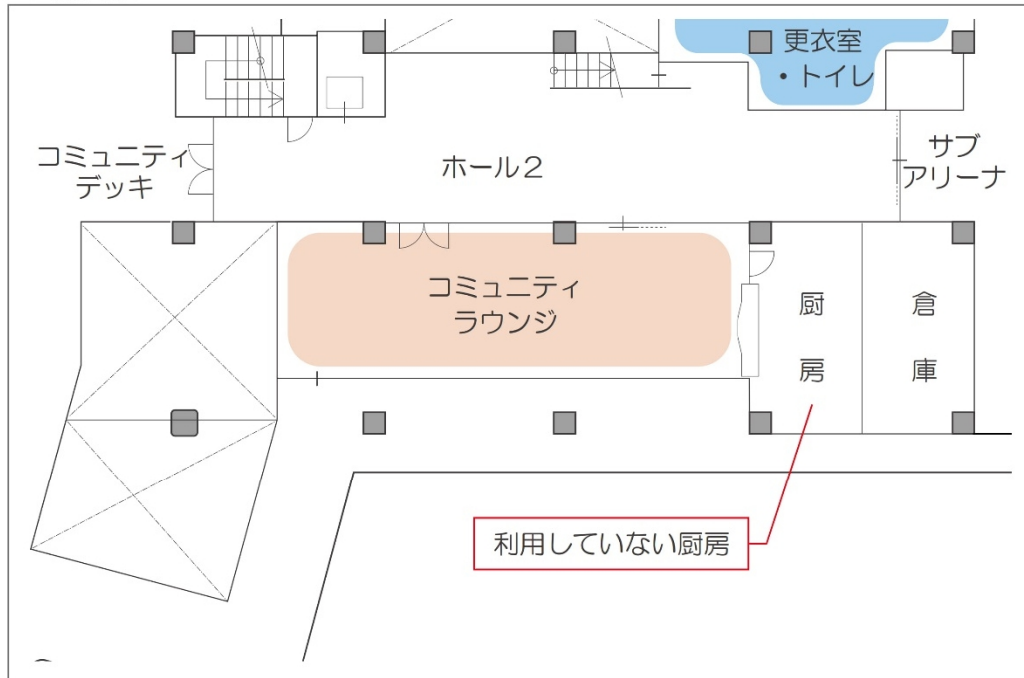 更衣室
・トイレ
コミュニティ
デッキ
ホール2
サブ
アリーナ
コミュニティ
ラウンジ
厨房
倉庫
利用していない厨房